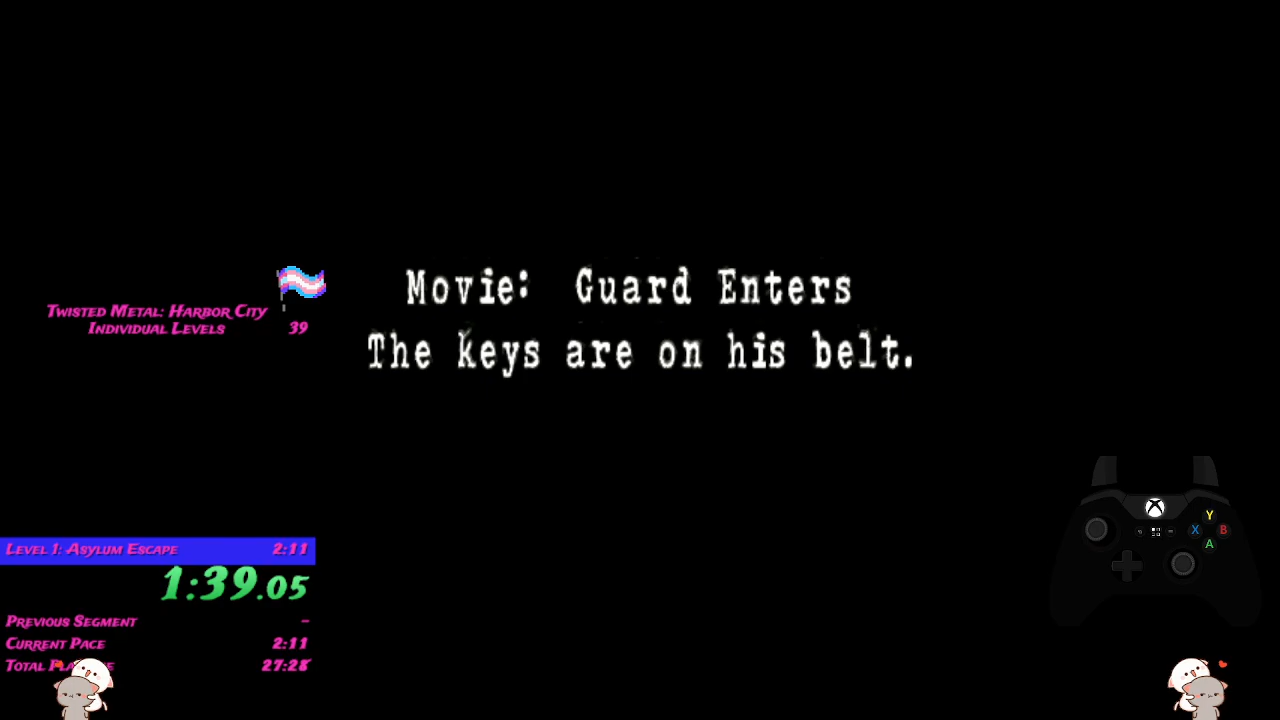 Movie: Guard Enters
The keys are on his belt.
Twisted Metal: Harbor City
Individual Levels 39
Level 1: Asylum Escape 2:11
1:39.05
Previous Segment -
Current Pace 2:11
Total 27:28
Y
X B
A